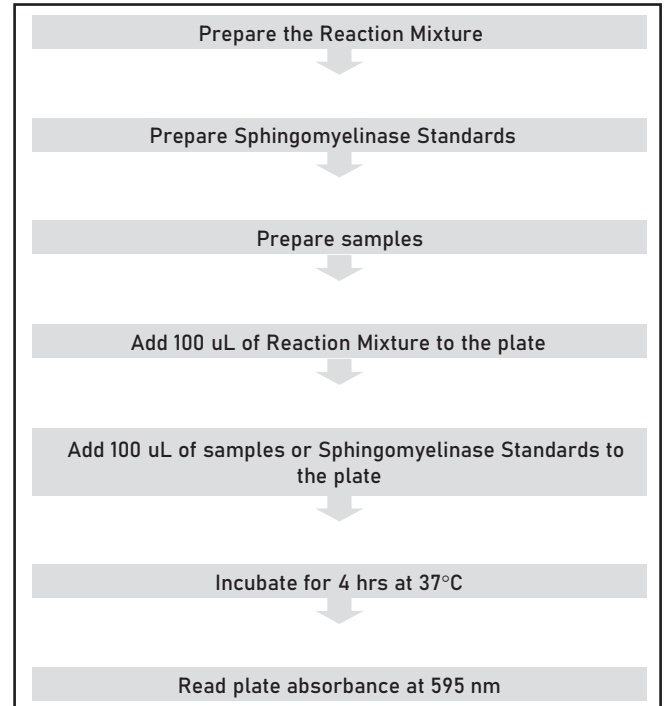 Prepare the Reaction Mixture
Prepare Sphingomyelinase Standards
Prepare samples
Add 100 uL of Reaction Mixture to the plate
Add 100 uL of samples or Sphingomyelinase Standards to
the plate
Incubate for 4 hrs at 37°C
Read plate absorbance at 595 nm